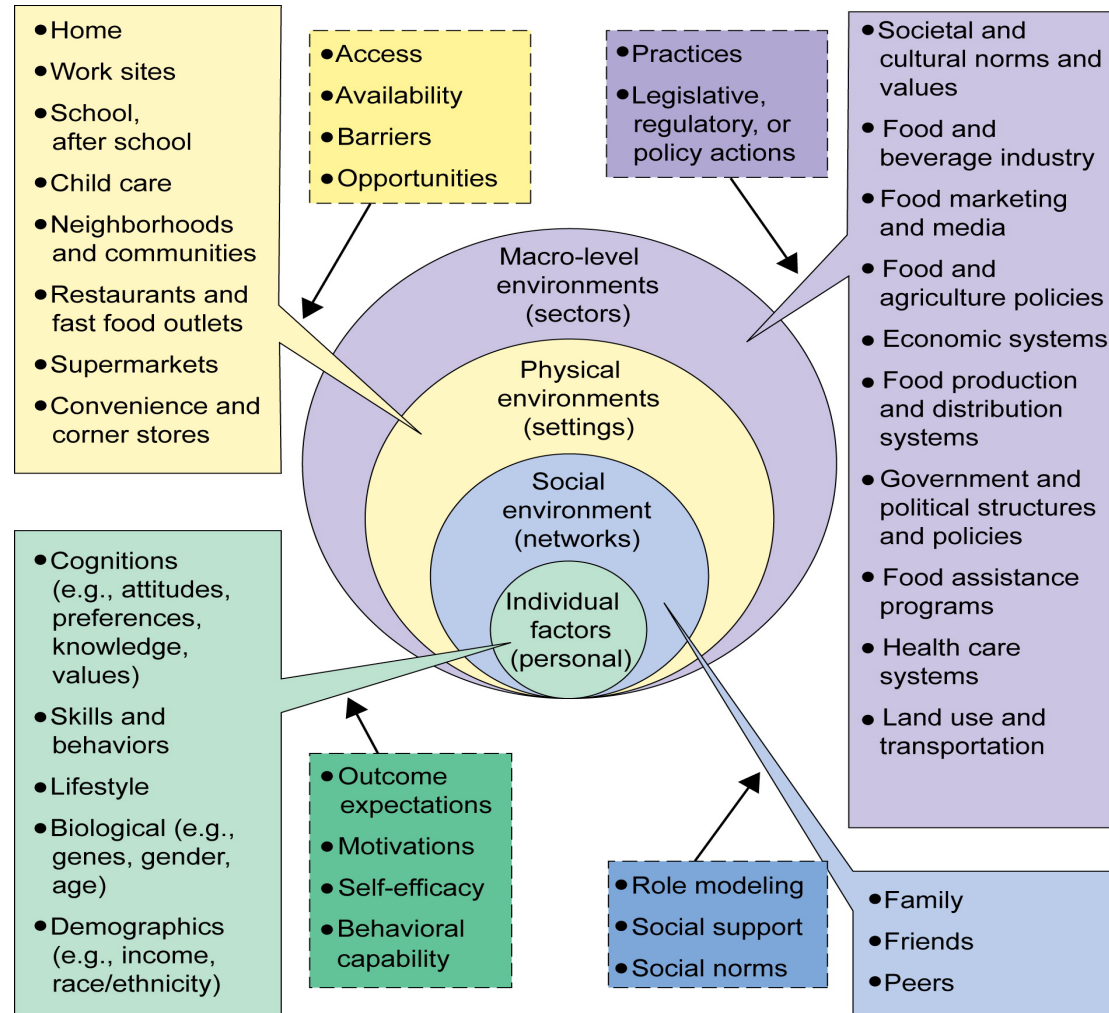 • Home
• Work sites
• School,
after school
• Child care
• Neighborhoods
and communities
• Restaurants and
fast food outlets
• Supermarkets
• Convenience and
corner stores
• Access
• Availability
• Barriers
• Opportunities
• Practices
• Legislative,
regulatory, or
policy actions
• Societal and
cultural norms and
values
• Food and
beverage industry
• Food marketing
and media
• Food and
agriculture policies
• Economic systems
• Food production
and distribution
systems
• Government and
political structures
and policies
• Food assistance
programs
• Health care
systems
• Land use and
transportation
Macro-level
environments
(sectors)
Physical
environments
(settings)
Social
environment
(networks)
Individual
factors
(personal)
• Cognitions
(e.g., attitudes,
preferences,
knowledge,
values)
• Skills and
behaviors
• Lifestyle
• Biological (e.g.,
genes, gender,
age)
• Demographics
(e.g., income,
race/ethnicity)
• Outcome
expectations
• Motivations
• Self-efficacy
• Behavioral
capability
• Role modeling
• Social support
• Social norms
• Family
• Friends
• Peers